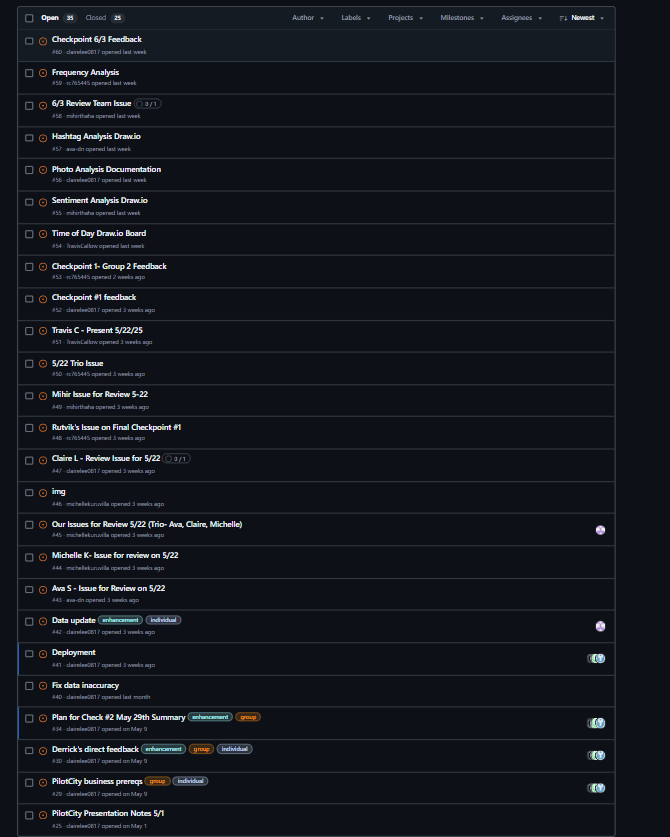 Open 35 Closed 25 Author Labels Projects Milestones Assignees Newest
Checkpoint 6/3 Feedback
#60 · clairelee0817 opened last week
Frequency Analysis
#59 · rc765445 opened last week
6/3 Review Team Issue 0 / 1
#58 · mihirthaha opened last week
Hashtag Analysis Draw.io
#57 · ava-dn opened last week
Photo Analysis Documentation
#56 · clairelee0817 opened last week
Sentiment Analysis Draw.io
#55 · mihirthaha opened last week
Time of Day Draw.io Board
#54 · TravisCallow opened last week
Checkpoint 1- Group 2 Feedback
#53 · rc765445 opened 2 weeks ago
Checkpoint #1 feedback
#52 · clairelee0817 opened 3 weeks ago
Travis C - Present 5/22/25
#51 · TravisCallow opened 3 weeks ago
5/22 Trio Issue
#50 · rc765445 opened 3 weeks ago
Mihir Issue for Review 5-22
#49 · mihirthaha opened 3 weeks ago
Rutvik's Issue on Final Checkpoint #1
#48 · rc765445 opened 3 weeks ago
Claire L - Review Issue for 5/22 0 / 1
#47 · clairelee0817 opened 3 weeks ago
img
#46 · michellekuruvilla opened 3 weeks ago
Our Issues for Review 5/22 (Trio- Ava, Claire, Michelle)
#45 · michellekuruvilla opened 3 weeks ago
Michelle K- Issue for review on 5/22
#44 · michellekuruvilla opened 3 weeks ago
Ava S - Issue for Review on 5/22
#43 · ava-dn opened 3 weeks ago
Data update enhancement individual
#42 · clairelee0817 opened 3 weeks ago
Deployment
#41 · clairelee0817 opened 3 weeks ago
Fix data inaccuracy
#40 · clairelee0817 opened last month
Plan for Check #2 May 29th Summary enhancement group
#34 · clairelee0817 opened on May 9
Derrick's direct feedback enhancement group individual
#30 · clairelee0817 opened on May 9
PilotCity business prereqs group individual
#29 · clairelee0817 opened on May 9
PilotCity Presentation Notes 5/1
#25 · clairelee0817 opened on May 1